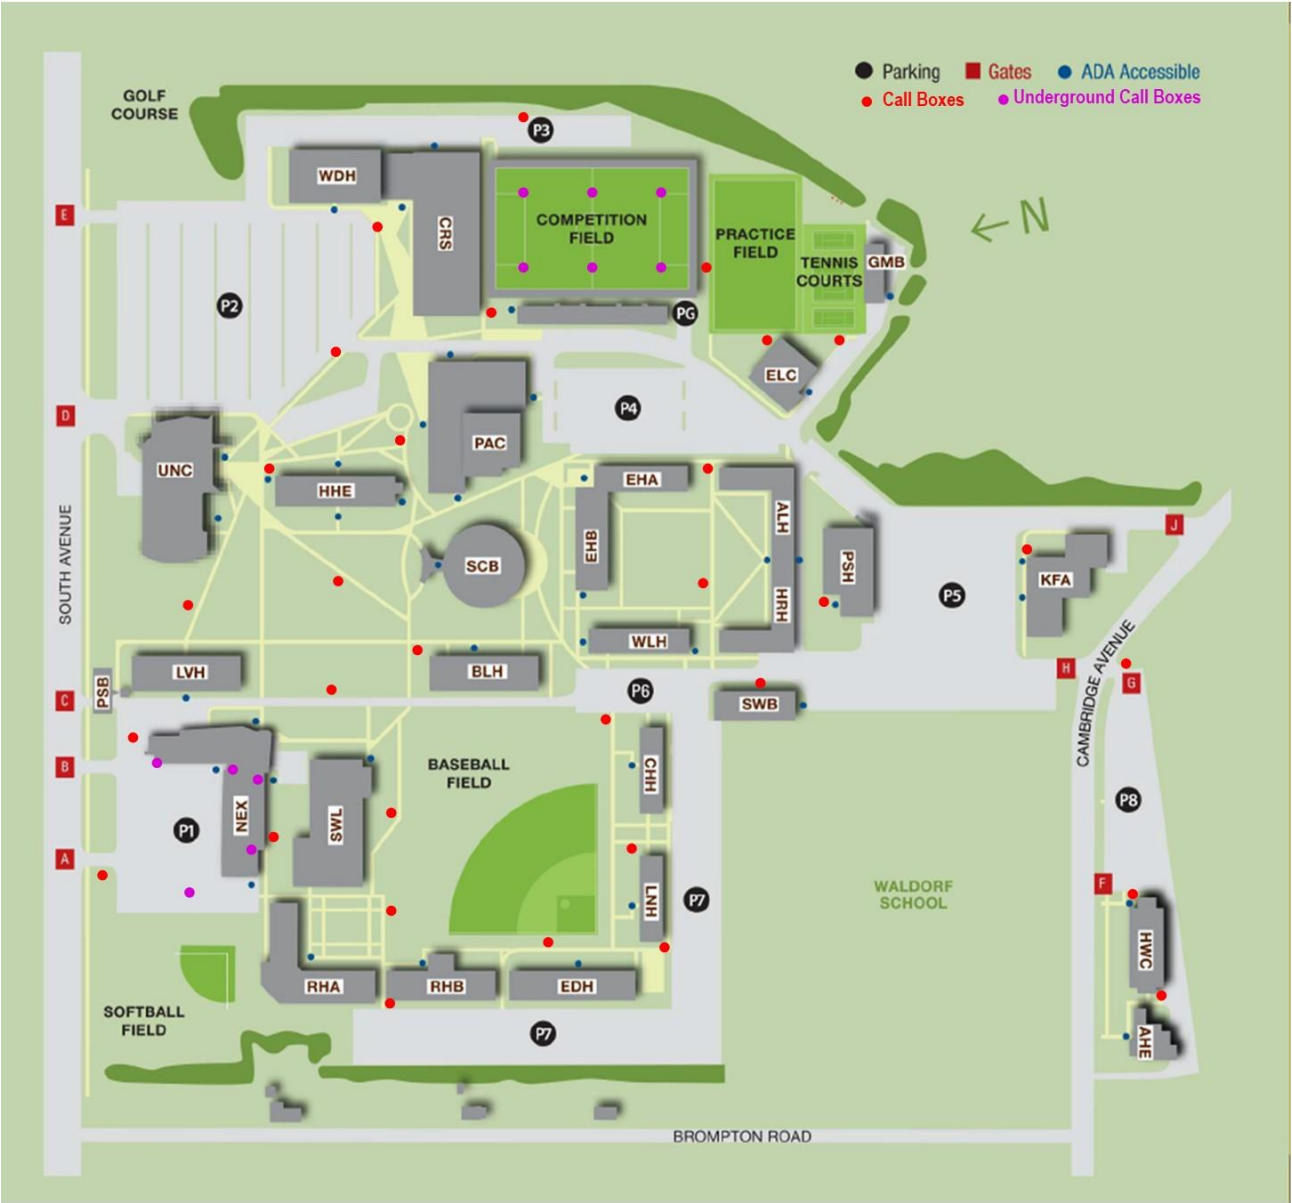 GOLF
COURSE
Parking
Gates
ADA Accessible
Call Boxes
Underground Call Boxes
P3
WDH
CRS
COMPETITION
FIELD
PRACTICE
FIELD
TENNIS
COURTS
GMB
N
E
P2
PG
ELC
D
P4
UNC
PAC
HHE
EHA
BHE
ALH
HRH
PSH
SCB
J
KFA
P5
SOUTH AVENUE
WLH
LVH
BLH
PSB
C
P6
SWB
H
G
CAMBRIDGE AVENUE
B
BASEBALL
FIELD
CHH
NEX
SWL
P1
P8
A
LNH
P7
WALDORF
SCHOOL
F
HWC
RHA
RHB
EDH
SOFTBALL
FIELD
P7
AHE
BROMPTON ROAD